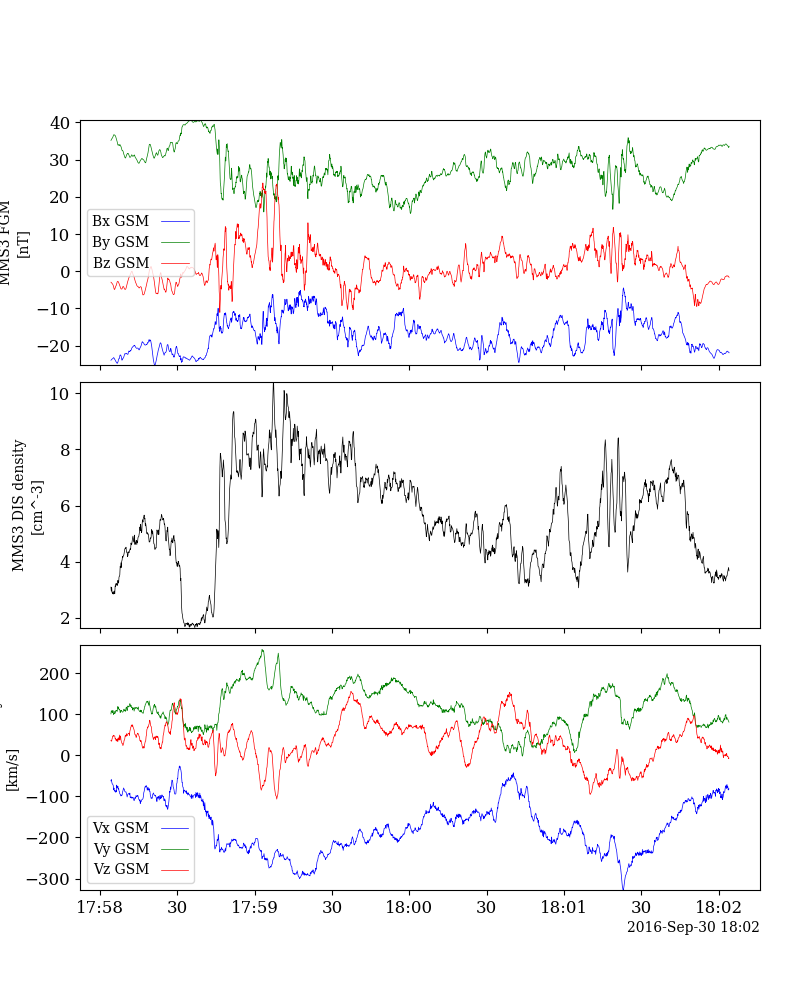 40
30
20
10
0
−10
−20
MMS3 FGM
[nT]
Bx GSM
By GSM
Bz GSM
10
8
6
4
2
MMS3 DIS density
[cm^-3]
200
100
0
−100
−200
−300
[km/s]
Vx GSM
Vy GSM
Vz GSM
17:58 30 17:59 30 18:00 30 18:01 30 18:02
2016-Sep-30 18:02